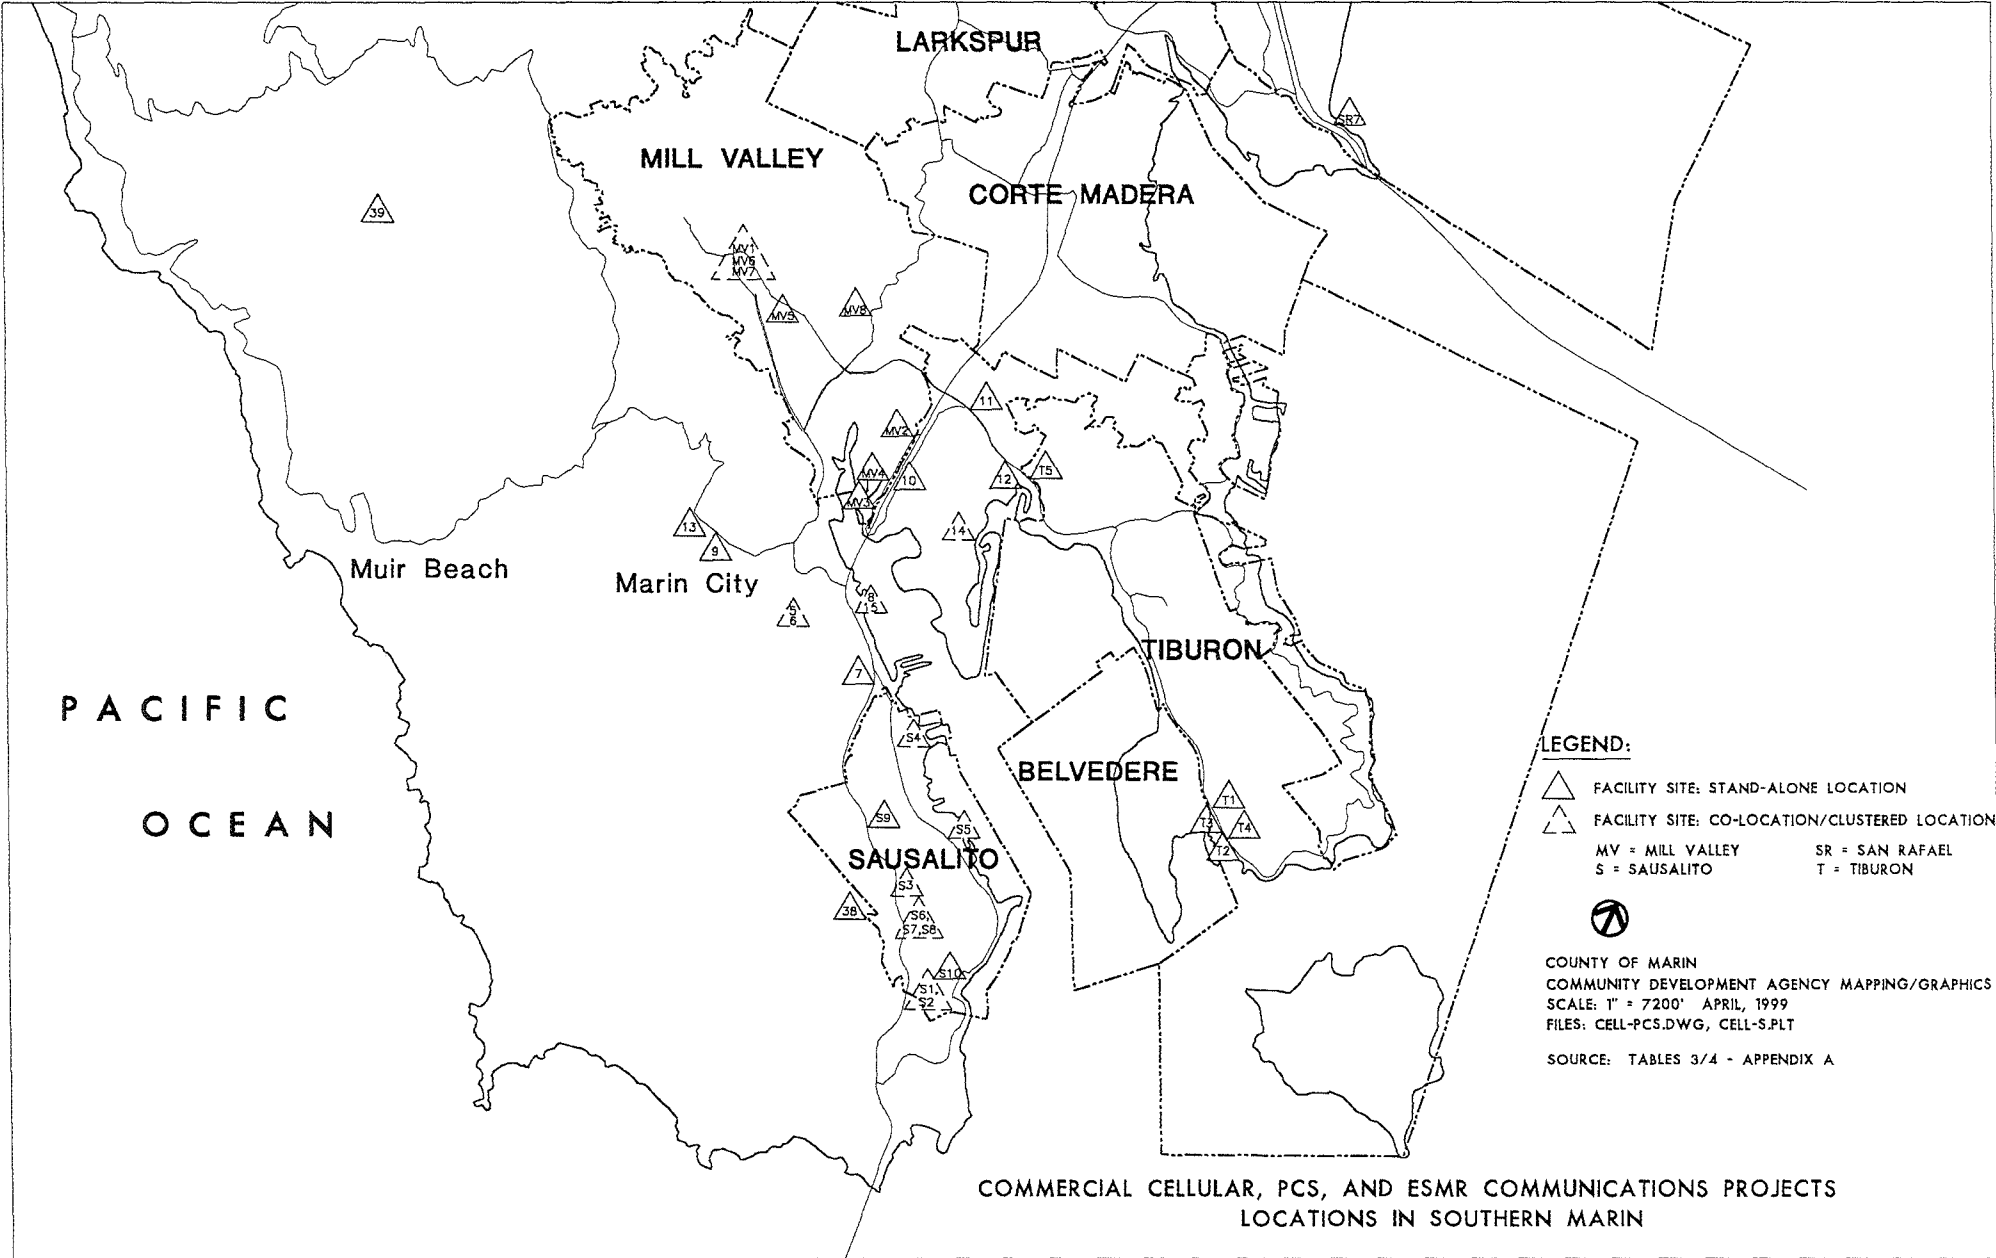 LARKSPUR
SR7
MILL VALLEY
CORTE MADERA
39
MV1
MV6
MV7
MV5
MV8
11
MV2
MV4
10
12
T5
MV3
13
9
14
Muir Beach
Marin City
8
15
5
6
TIBURON
7
PACIFIC
OCEAN
S4
BELVEDERE
T1
T3
T4
T2
S9
S5
SAUSALITO
S3
38
S6,
S7,S8
S10
S1,
S2
LEGEND:
FACILITY SITE: STAND-ALONE LOCATION
FACILITY SITE: CO-LOCATION/CLUSTERED LOCATION
MV = MILL VALLEY SR = SAN RAFAEL
S = SAUSALITO T = TIBURON
COUNTY OF MARIN
COMMUNITY DEVELOPMENT AGENCY MAPPING/GRAPHICS
SCALE: 1" = 7200' APRIL, 1999
FILES: CELL-PCS.DWG, CELL-S.PLT
SOURCE: TABLES 3/4 - APPENDIX A
COMMERCIAL CELLULAR, PCS, AND ESMR COMMUNICATIONS PROJECTS
LOCATIONS IN SOUTHERN MARIN